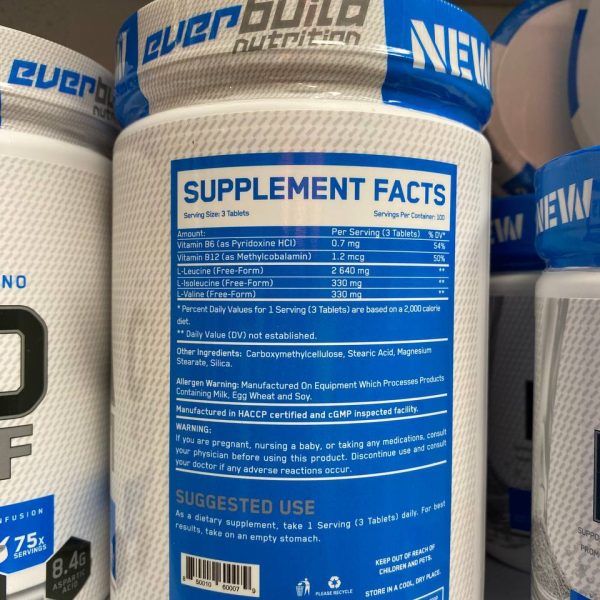 everbuild
nutrition
NEW
everbuild
SUPPLEMENT FACTS
Serving Size: 3 Tablets Servings Per Container: 100
Amount: Per Serving (3 Tablets) % DV*
Vitamin B6 (as Pyridoxine HCl) 0.7 mg 54%
Vitamin B12 (as Methylcobalamin) 1.2 mcg 50%
L-Leucine (Free-Form) 2 640 mg **
L-Isoleucine (Free-Form) 330 mg **
L-Valine (Free-Form) 330 mg **
* Percent Daily Values for 1 Serving (3 Tablets) are based on a 2,000 calorie
diet.
** Daily Value (DV) not established.
Other Ingredients: Carboxymethylcellulose, Stearic Acid, Magnesium
Stearate, Silica.
Allergen Warning: Manufactured On Equipment Which Processes Products
Containing Milk, Egg Wheat and Soy.
Manufactured in HACCP certified and cGMP inspected facility.
WARNING:
If you are pregnant, nursing a baby, or taking any medications, consult
your physician before using this product. Discontinue use and consult
your doctor if any adverse reactions occur.
SUGGESTED USE
As a dietary supplement, take 1 Serving (3 Tablets) daily. For best
results, take on an empty stomach.
8 50010 60007 9
PLEASE RECYCLE
KEEP OUT OF REACH OF
CHILDREN AND PETS.
STORE IN A COOL, DRY PLACE.
75X
SERVINGS
8.4G
ASPARTIC
ACID
NEW